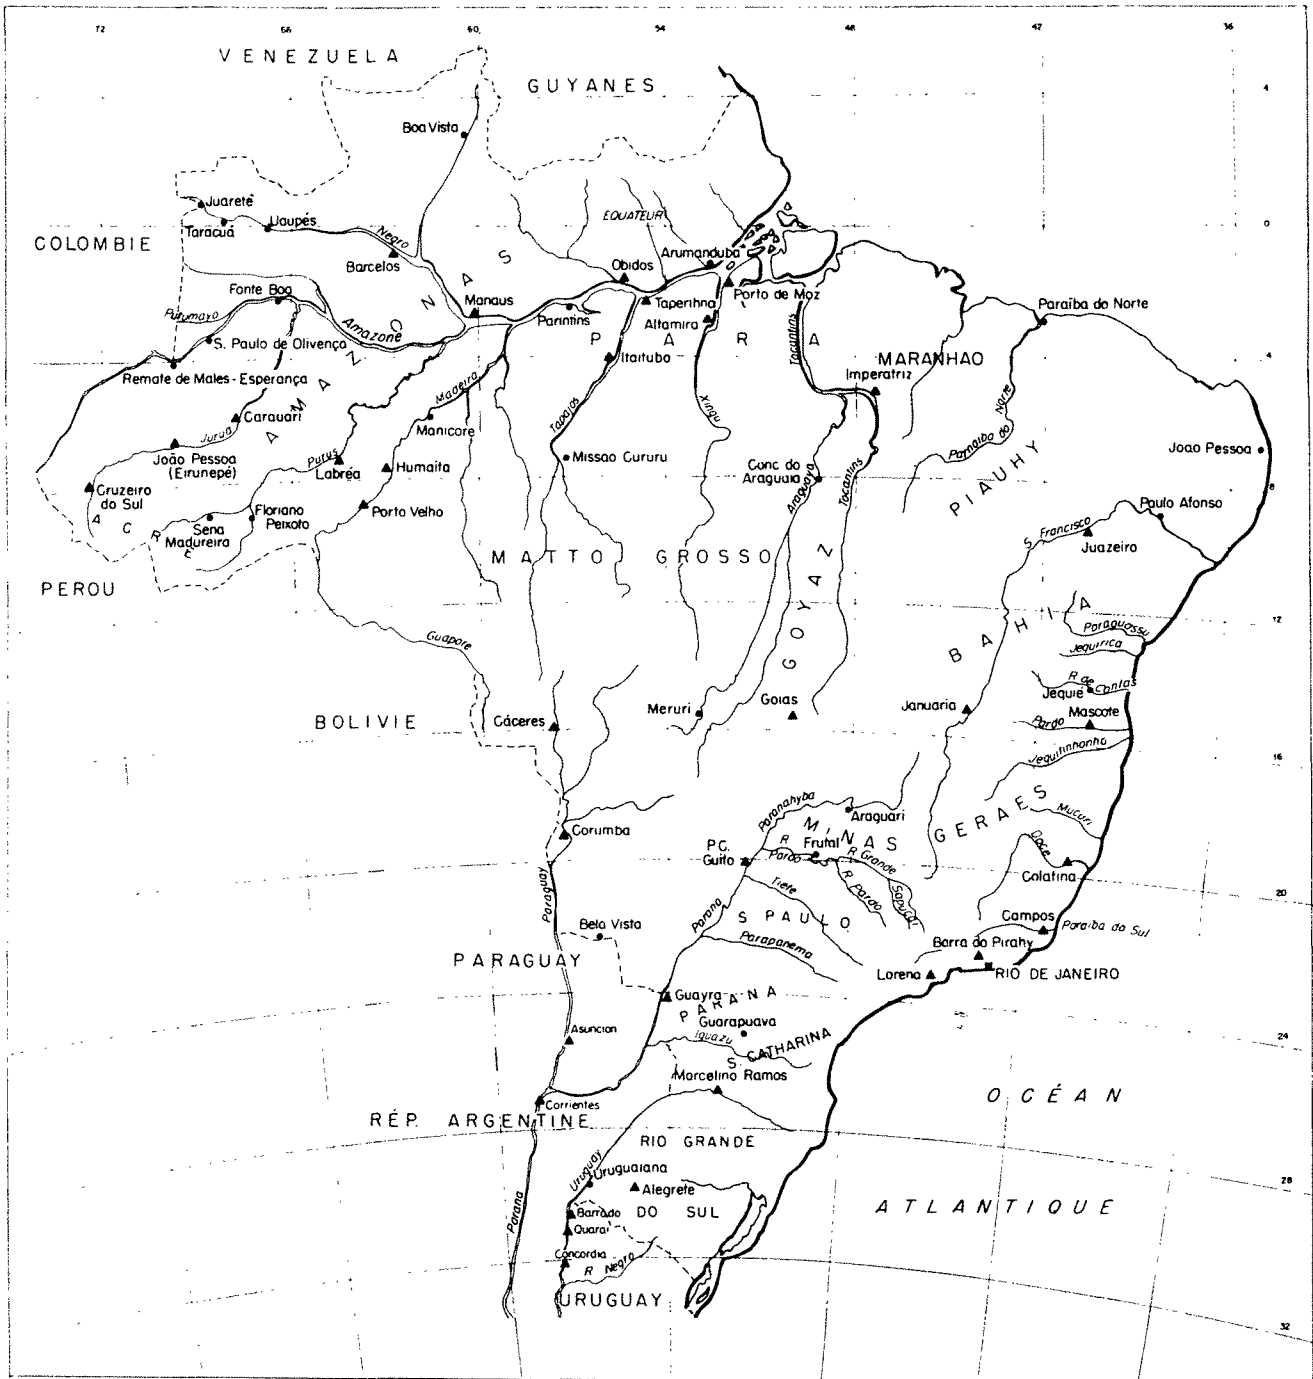 72 66 60 54 48 42 36
VENEZUELA
GUYANES
4
Boa Vista
Juareté
EQUATEUR
Taracuá
Uaupés
0
COLOMBIE
Negro
Arumanduba
Barcelos
Obidos
Fonte Boa
Manaus
Taperihna
Porto de Moz
Paraíba do Norte
Putumayo
Amazone
Parintins
Altamira
AMAZONAS
PARA
Tocantins
S. Paulo de Olivença
Itaituba
MARANHAO
4
Remate de Males - Esperança
Madeira
Imperatriz
Carauari
Tapajos
Xingu
Parnaiba do Norte
Manicore
Jurua
João Pessoa
(Eirunepé)
Purus
Labréa
Humaita
Missao Cururu
Conc do
Araguaia
Araguaya
Tocantins
PIAUHY
Joao Pessoa
8
Cruzeiro
do Sul
ACRE
Sena
Madureira
Floriano
Peixoto
Porto Velho
Paulo Afonso
S. Francisco
Juazeiro
MATTO GROSSO
GOYAZ
PEROU
BAHIA
12
Guapore
Paraguassu
Jequirica
R de Contas
Jequié
BOLIVIE
Cáceres
Meruri
Goias
Januaria
Mascote
Pardo
Jequitinhonha
16
Paranahyba
Araguari
MINAS GERAES
Mucuri
Corumba
P.C.
Guito
R Pardo
Frutal
R Grande
Doce
Colatina
Tiete
R Pardo
Sapucai
20
Paraguay
Parana
S PAULO
Campos
Paraiba do Sul
Bela Vista
Parapanema
Barra do Pirahy
PARAGUAY
Lorena
RIO DE JANEIRO
Guayra
PARANA
Guarapuava
Asuncion
Iguazu
S. CATHARINA
24
Marcelino Ramos
OCÉAN
Corrientes
RÉP. ARGENTINE
RIO GRANDE
Uruguay
Uruguaiana
Alegrete
28
Parana
Barrado
DO SUL
ATLANTIQUE
Quarai
Concordia
R Negro
URUGUAY
32